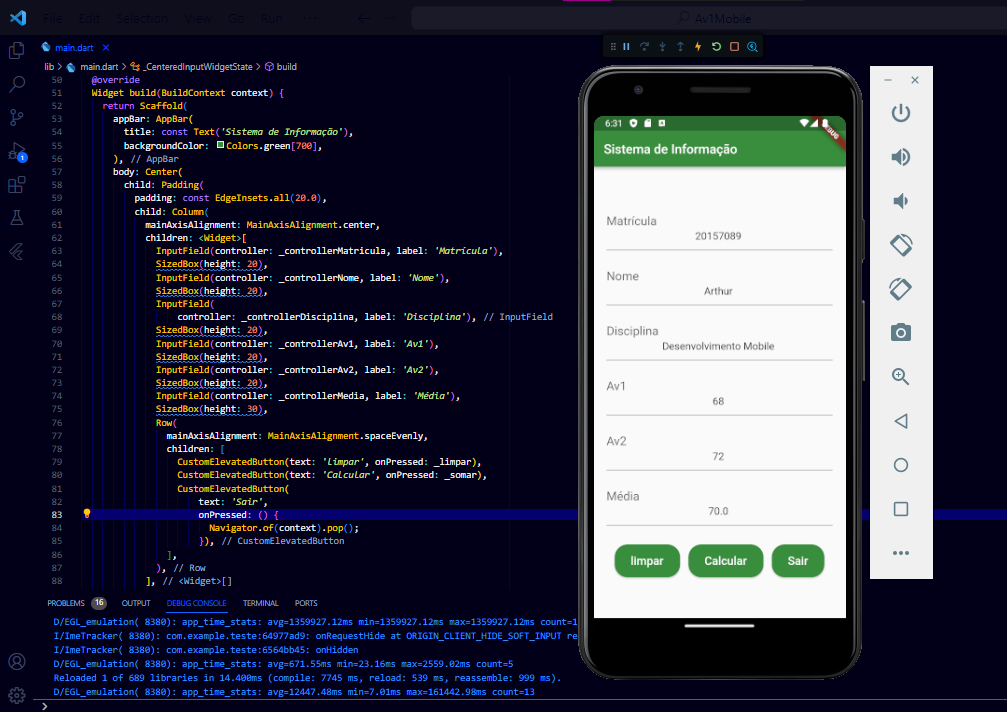 File Edit Selection View Go Run ···
Av1Mobile
main.dart
lib > main.dart > _CenteredInputWidgetState > build
50 @override
51 Widget build(BuildContext context) {
52 return Scaffold(
53 appBar: AppBar(
54 title: const Text('Sistema de Informação'),
55 backgroundColor: Colors.green[700],
56 ), // AppBar
57 body: Center(
58 child: Padding(
59 padding: const EdgeInsets.all(20.0),
60 child: Column(
61 mainAxisAlignment: MainAxisAlignment.center,
62 children: <Widget>[
63 InputField(controller: _controllerMatricula, label: 'Matrícula'),
64 SizedBox(height: 20),
65 InputField(controller: _controllerNome, label: 'Nome'),
66 SizedBox(height: 20),
67 InputField(
68 controller: _controllerDisciplina, label: 'Disciplina'), // InputField
69 SizedBox(height: 20),
70 InputField(controller: _controllerAv1, label: 'Av1'),
71 SizedBox(height: 20),
72 InputField(controller: _controllerAv2, label: 'Av2'),
73 SizedBox(height: 20),
74 InputField(controller: _controllerMedia, label: 'Média'),
75 SizedBox(height: 30),
76 Row(
77 mainAxisAlignment: MainAxisAlignment.spaceEvenly,
78 children: [
79 CustomElevatedButton(text: 'limpar', onPressed: _limpar),
80 CustomElevatedButton(text: 'Calcular', onPressed: _somar),
81 CustomElevatedButton(
82 text: 'Sair',
83 onPressed: () {
84 Navigator.of(context).pop();
85 }), // CustomElevatedButton
86 ],
87 ), // Row
88 ], // <Widget>[]
PROBLEMS 16 OUTPUT DEBUG CONSOLE TERMINAL PORTS
D/EGL_emulation( 8380): app_time_stats: avg=1359927.12ms min=1359927.12ms max=1359927.12ms count=1
I/ImeTracker( 8380): com.example.teste:64977ad9: onRequestHide at ORIGIN_CLIENT_HIDE_SOFT_INPUT re
I/ImeTracker( 8380): com.example.teste:6564bb45: onHidden
D/EGL_emulation( 8380): app_time_stats: avg=671.55ms min=23.16ms max=2559.02ms count=5
Reloaded 1 of 689 libraries in 14.400ms (compile: 7745 ms, reload: 539 ms, reassemble: 999 ms).
D/EGL_emulation( 8380): app_time_stats: avg=12447.48ms min=7.01ms max=161442.98ms count=13
>
1
6:31
Sistema de Informação
Matrícula
20157089
Nome
Arthur
Disciplina
Desenvolvimento Mobile
Av1
68
Av2
72
Média
70.0
limpar Calcular Sair